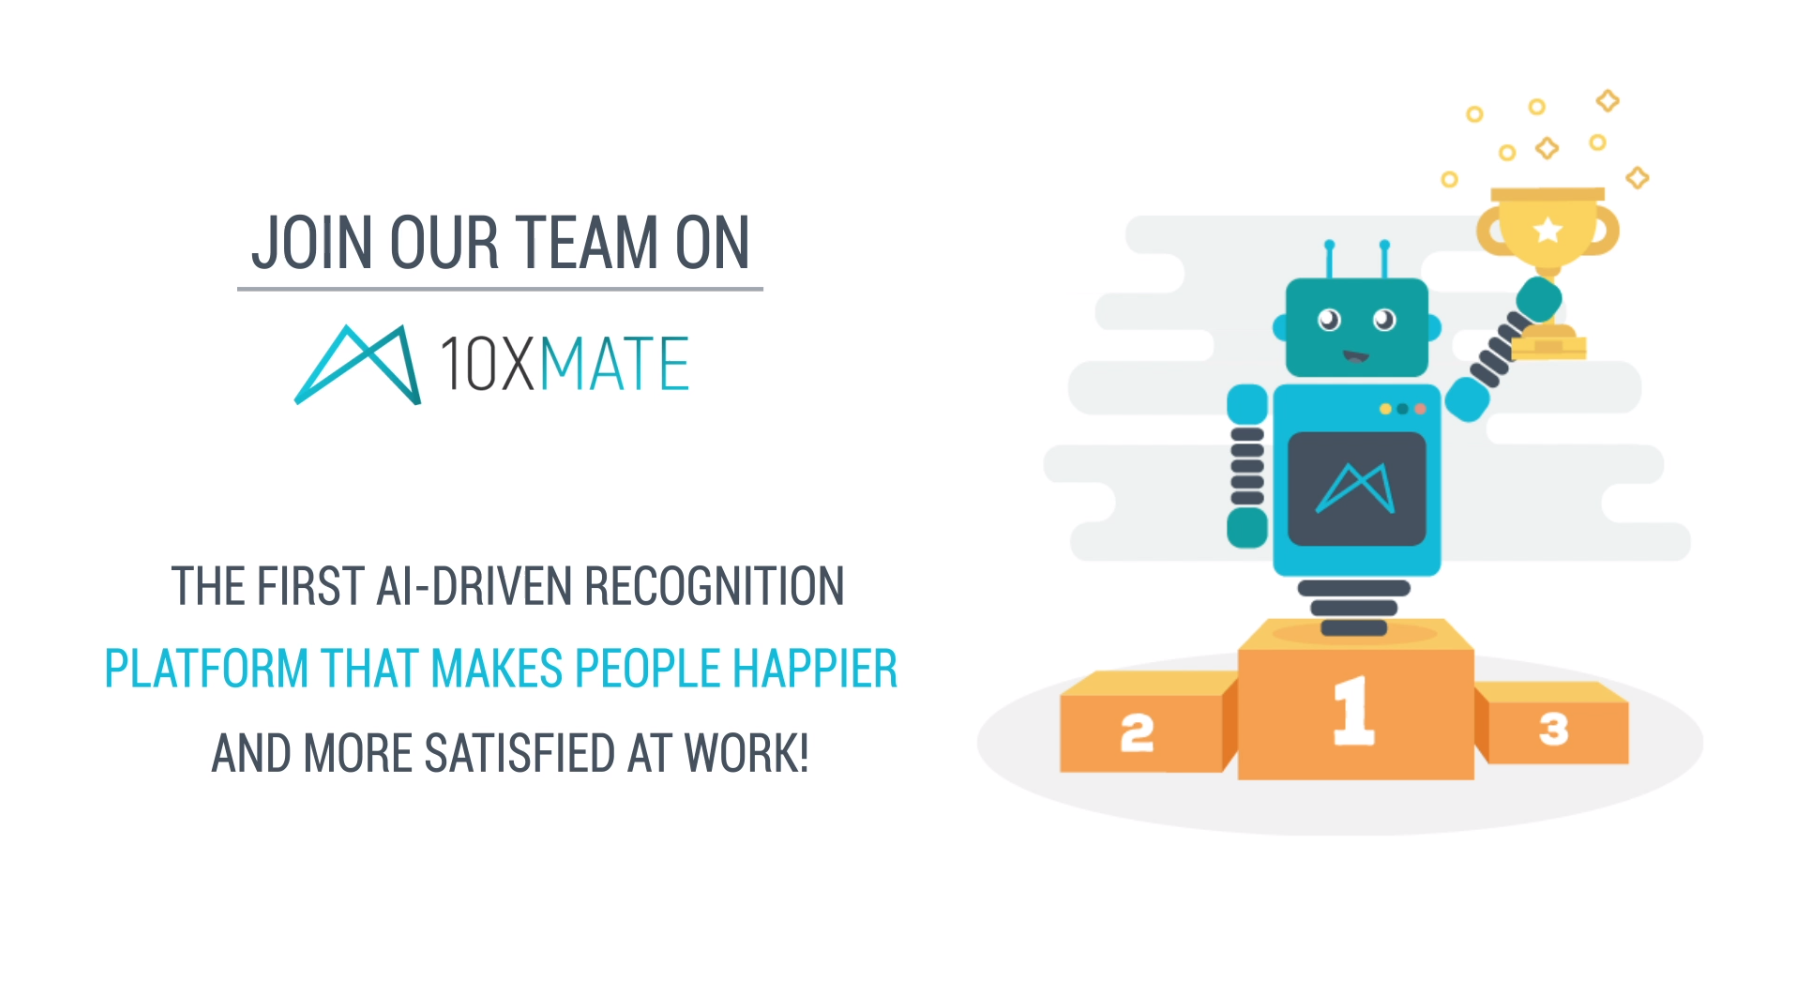 JOIN OUR TEAM ON
10XMATE
THE FIRST AI-DRIVEN RECOGNITION
PLATFORM THAT MAKES PEOPLE HAPPIER
AND MORE SATISFIED AT WORK!
2 1 3